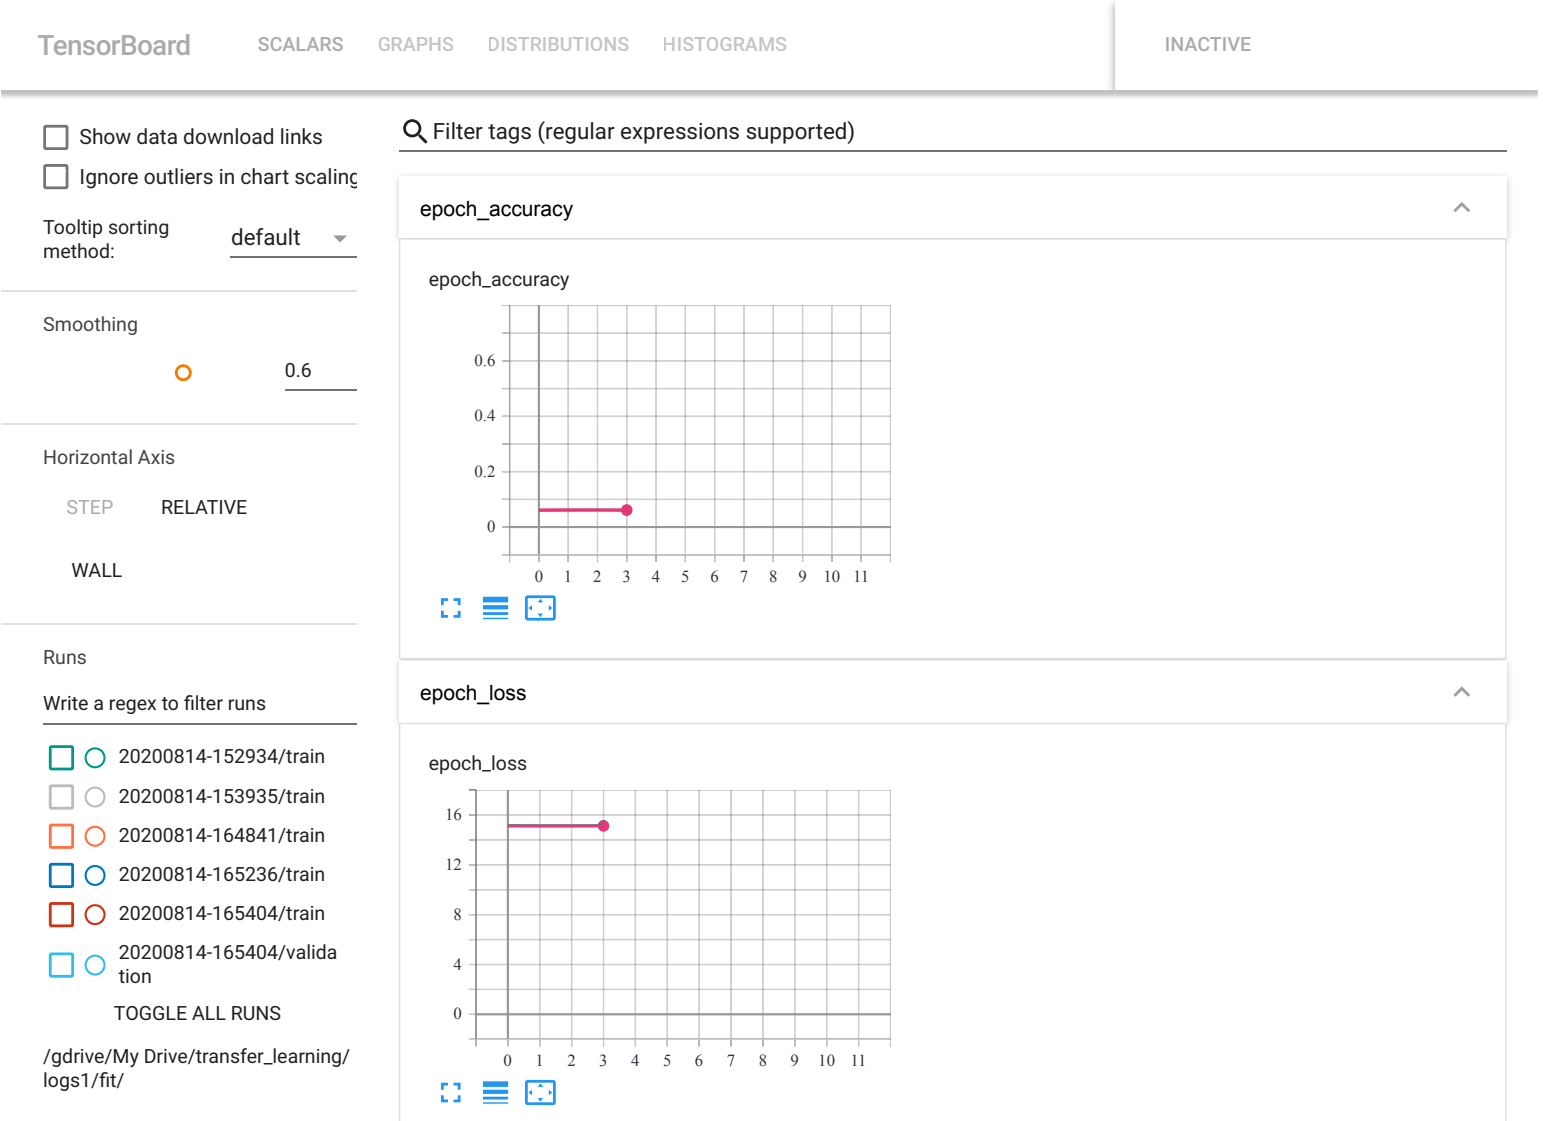 TensorBoard
SCALARS GRAPHS DISTRIBUTIONS HISTOGRAMS
INACTIVE
Show data download links
Ignore outliers in chart scaling
Tooltip sorting
method:
default
Smoothing
0.6
Horizontal Axis
STEP RELATIVE
WALL
Runs
Write a regex to filter runs
20200814-152934/train
20200814-153935/train
20200814-164841/train
20200814-165236/train
20200814-165404/train
20200814-165404/valida
tion
TOGGLE ALL RUNS
/gdrive/My Drive/transfer_learning/
logs1/fit/
Filter tags (regular expressions supported)
epoch_accuracy
epoch_accuracy
0.6
0.4
0.2
0
0 1 2 3 4 5 6 7 8 9 10 11
epoch_loss
epoch_loss
16
12
8
4
0
0 1 2 3 4 5 6 7 8 9 10 11